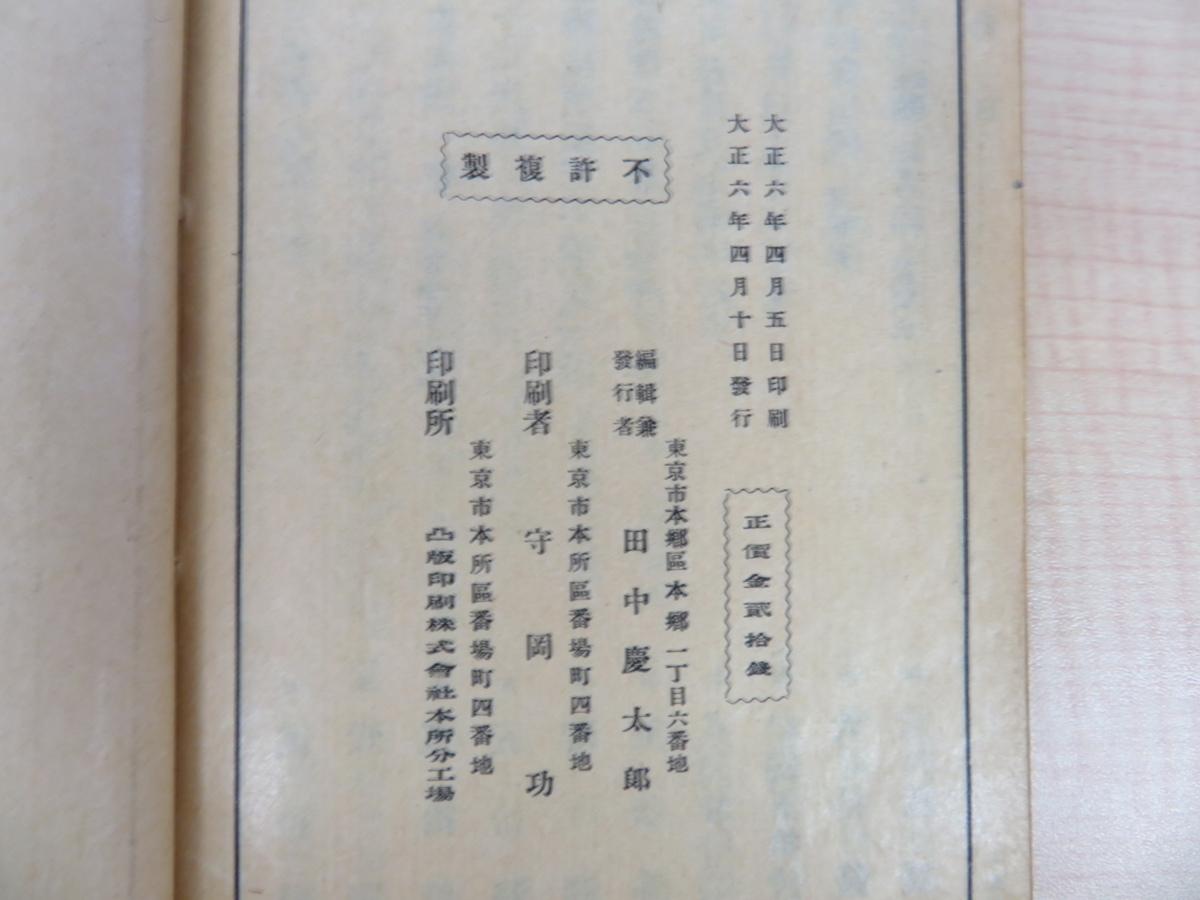 大正六年四月五日印刷
大正六年四月十日發行
正價金貳拾錢
不許複製
東京市本鄕區本鄕一丁目六番地
編輯兼
發行者
田中慶太郎
東京市本所區番場町四番地
印刷者 守岡功
東京市本所區番場町四番地
印刷所 凸版印刷株式會社本所分工場